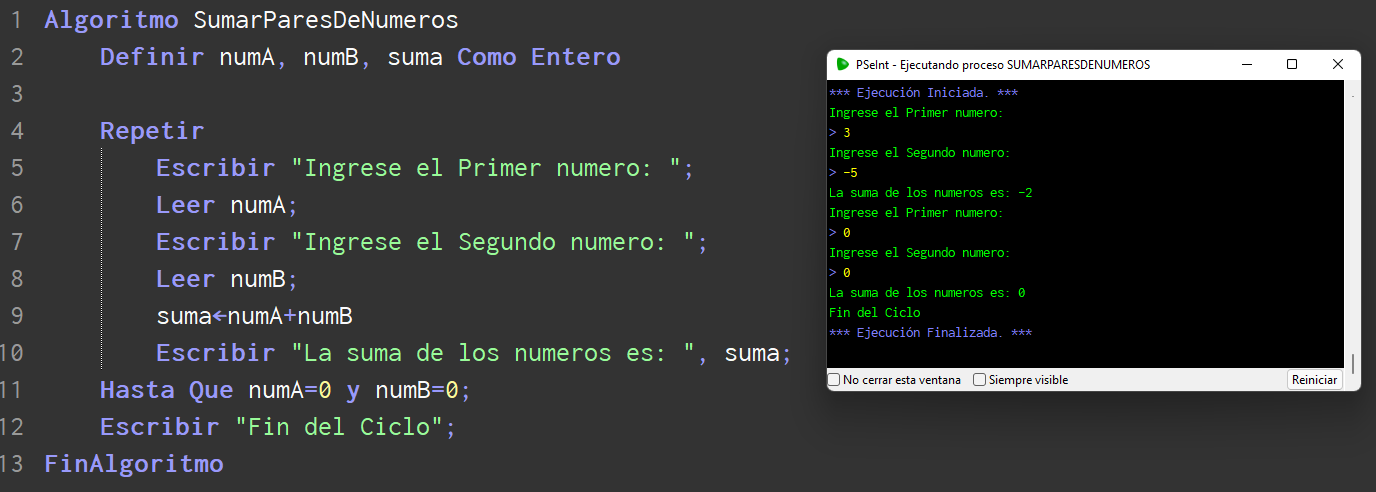 1 Algoritmo SumarParesDeNumeros
2 Definir numA, numB, suma Como Entero
3
4 Repetir
5 Escribir "Ingrese el Primer numero: ";
6 Leer numA;
7 Escribir "Ingrese el Segundo numero: ";
8 Leer numB;
9 suma←numA+numB
10 Escribir "La suma de los numeros es: ", suma;
11 Hasta Que numA=0 y numB=0;
12 Escribir "Fin del Ciclo";
13 FinAlgoritmo
PSeInt - Ejecutando proceso SUMARPARESDENUMEROS
*** Ejecución Iniciada. ***
Ingrese el Primer numero:
> 3
Ingrese el Segundo numero:
> -5
La suma de los numeros es: -2
Ingrese el Primer numero:
> 0
Ingrese el Segundo numero:
> 0
La suma de los numeros es: 0
Fin del Ciclo
*** Ejecución Finalizada. ***
No cerrar esta ventana Siempre visible Reiniciar